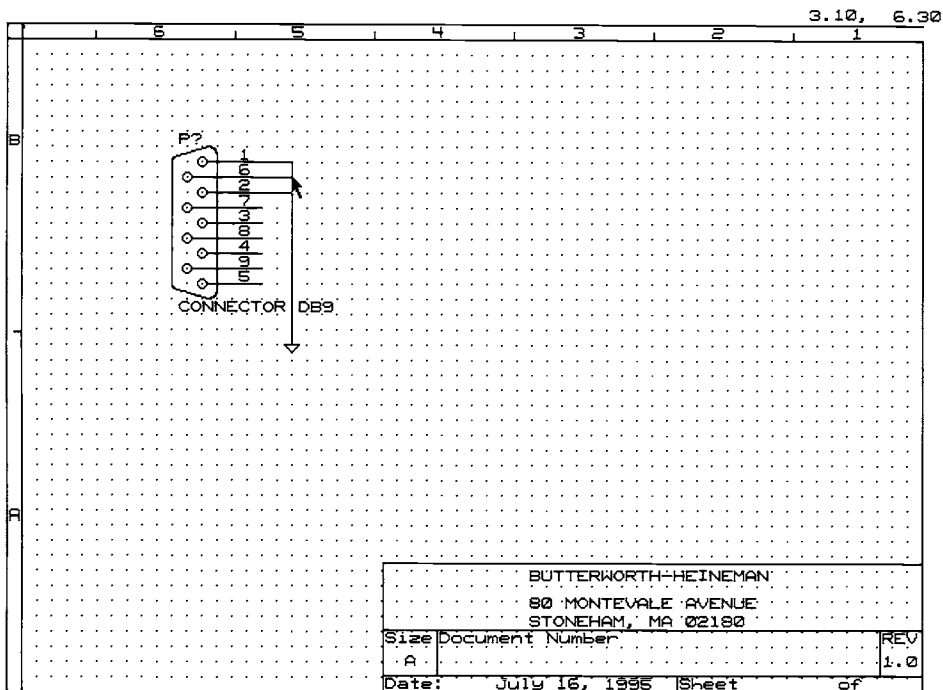 3.10, 6.30
6 5 4 3 2 1
B
P?
1
6
2
7
3
8
4
9
5
CONNECTOR DB9
A
BUTTERWORTH-HEINEMAN
80 MONTEVALE AVENUE
STONEHAM, MA 02180
Size Document Number REV
A 1.0
Date: July 16, 1995 Sheet of